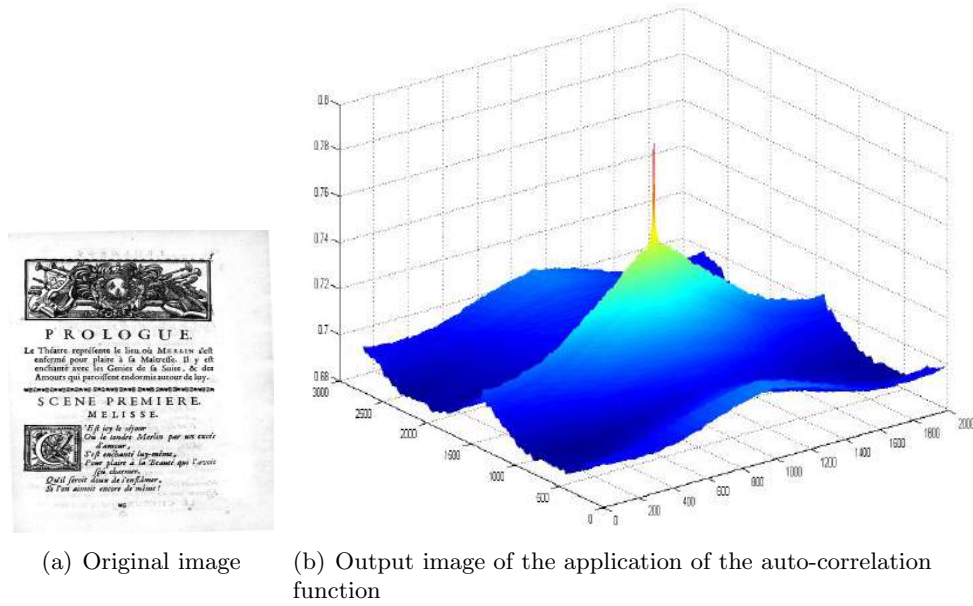 PROLOGUE.
Le Théatre représente le lieu où MERLIN s'est
enfermé pour plaire à sa Maîtresse. Il y est
enchanté avec les Genies de sa Suite, & des
Amours qui paroissent endormis autour de luy.
SCENE PREMIERE.
MELISSE.
C'Est icy le séjour
Où le tendre Merlin par un excés
d'amour,
S'est enchanté luy-même,
Pour plaire à la Beauté qui l'avoit
sçu charmer.
Qu'il seroit doux de s'enflâmer,
Si l'on aimoit encore de même!
(a) Original image
0.8
0.78
0.76
0.74
0.72
0.7
0.68
3000
2500
2000
1500
1000
500
0
0
200
400
600
800
1000
1200
1400
1600
1800
2000
(b) Output image of the application of the auto-correlation
function